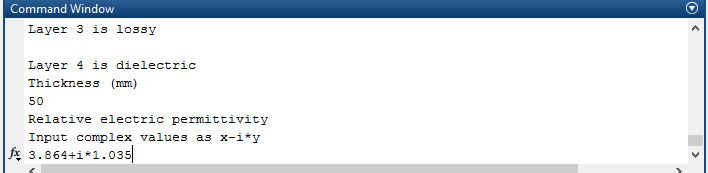 Command Window
Layer 3 is lossy
Layer 4 is dielectric
Thickness (mm)
50
Relative electric permittivity
Input complex values as x-i*y
fx 3.864+i*1.035